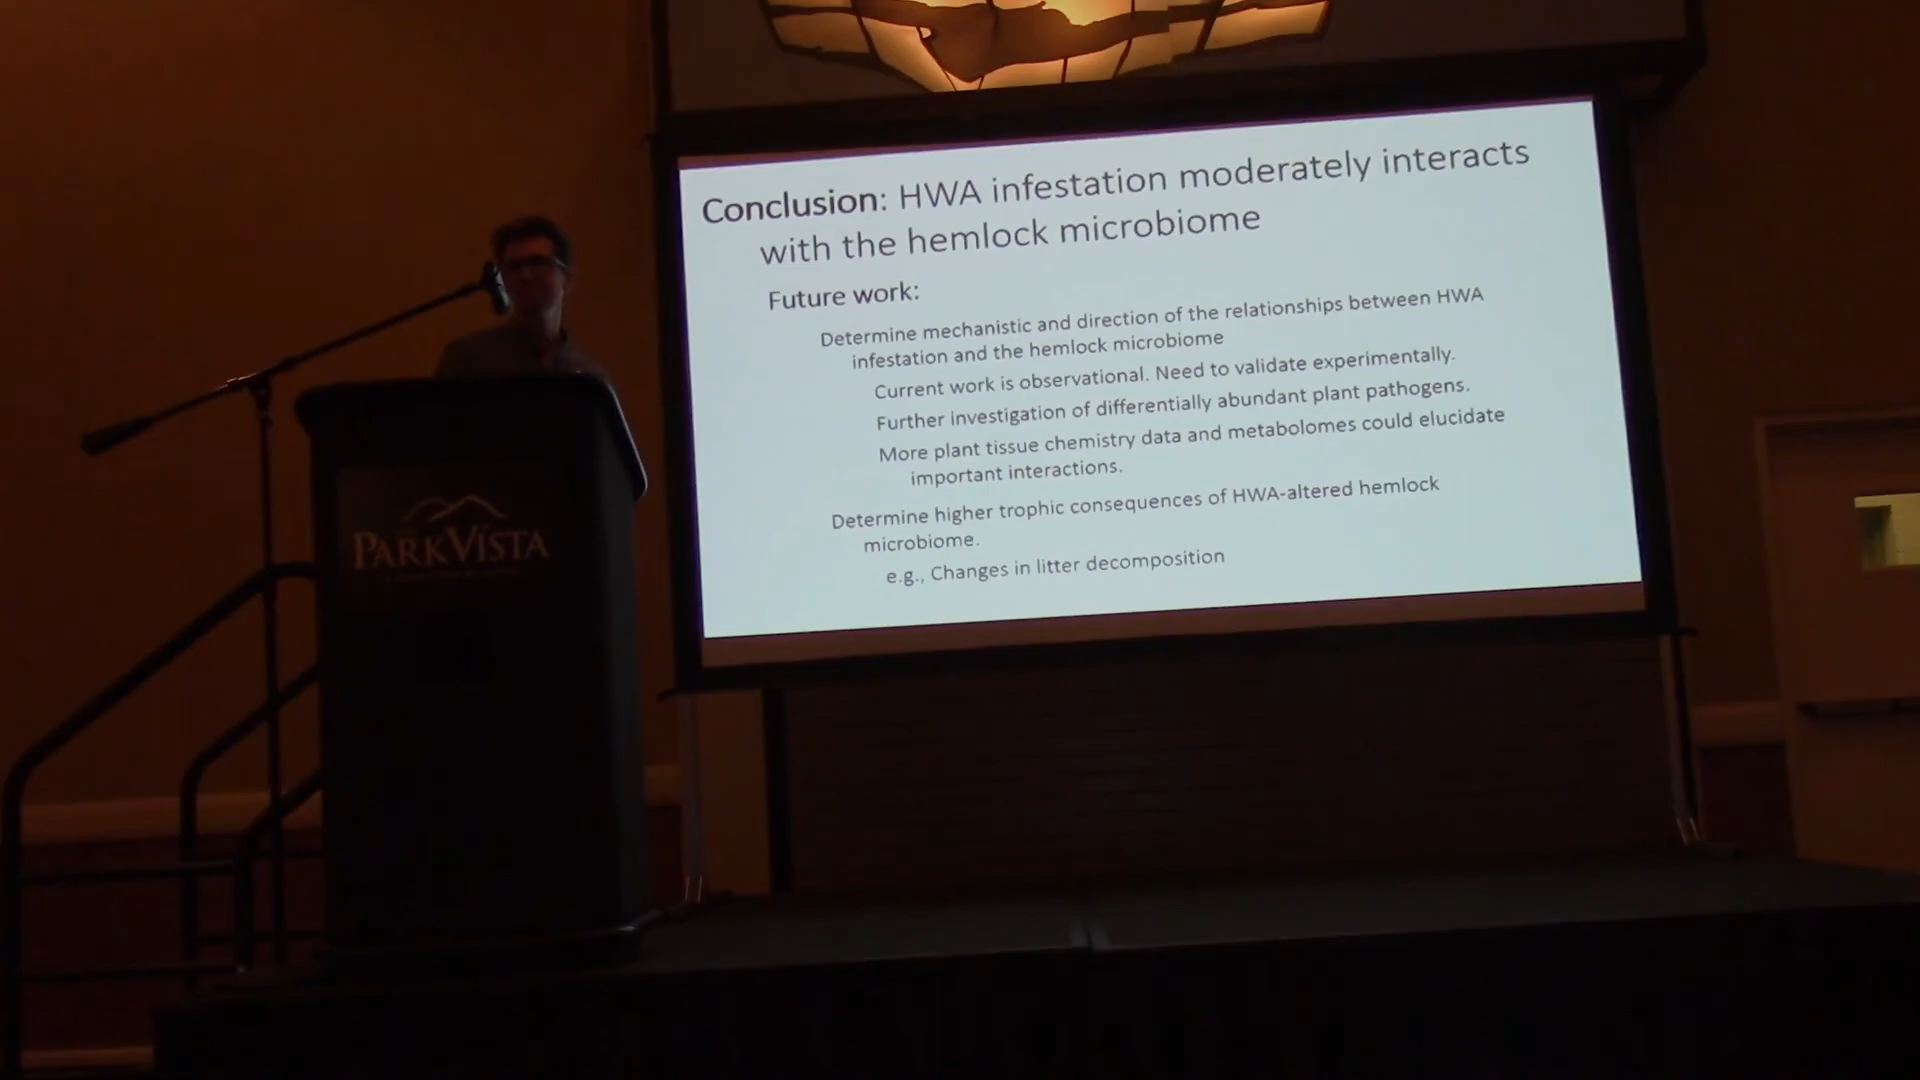 Conclusion: HWA infestation moderately interacts
with the hemlock microbiome
Future work:
Determine mechanistic and direction of the relationships between HWA
infestation and the hemlock microbiome
Current work is observational. Need to validate experimentally.
Further investigation of differentially abundant plant pathogens.
More plant tissue chemistry data and metabolomes could elucidate
important interactions.
Determine higher trophic consequences of HWA-altered hemlock
microbiome.
e.g., Changes in litter decomposition
PARKVISTA